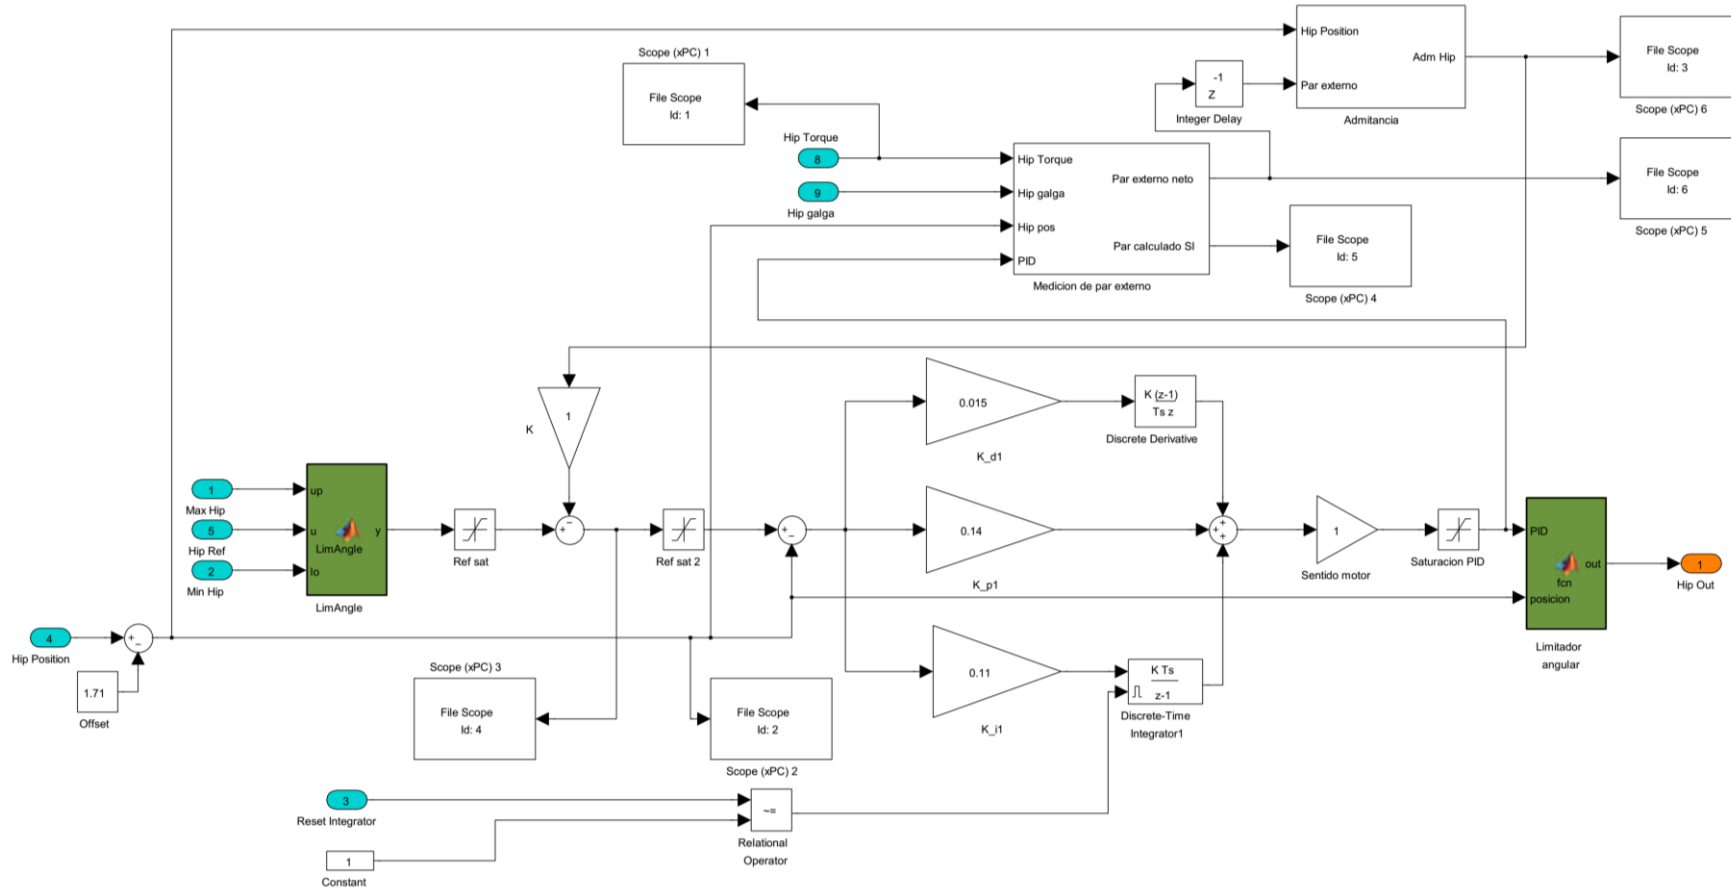 Hip Position
Adm Hip
Par externo
Admitancia
File Scope
Id: 3
Scope (xPC) 6
-1
Z
Integer Delay
Scope (xPC) 1
File Scope
Id: 1
Hip Torque
8
9
Hip galga
Hip Torque
Hip galga
Hip pos
PID
Par externo neto
Par calculado SI
Medicion de par externo
File Scope
Id: 6
Scope (xPC) 5
File Scope
Id: 5
Scope (xPC) 4
1
K
0.015
K_d1
K (z-1)
Ts z
Discrete Derivative
1
Max Hip
5
Hip Ref
2
Min Hip
up
u
lo
y
LimAngle
LimAngle
Ref sat
+
−
Ref sat 2
+
−
0.14
K_p1
+
+
+
1
Sentido motor
Saturacion PID
PID
posicion
out
fcn
Limitador
angular
1
Hip Out
4
Hip Position
+
−
1.71
Offset
Scope (xPC) 3
File Scope
Id: 4
File Scope
Id: 2
Scope (xPC) 2
0.11
K_i1
K Ts
z-1
Discrete-Time
Integrator1
3
Reset Integrator
1
Constant
~=
Relational
Operator